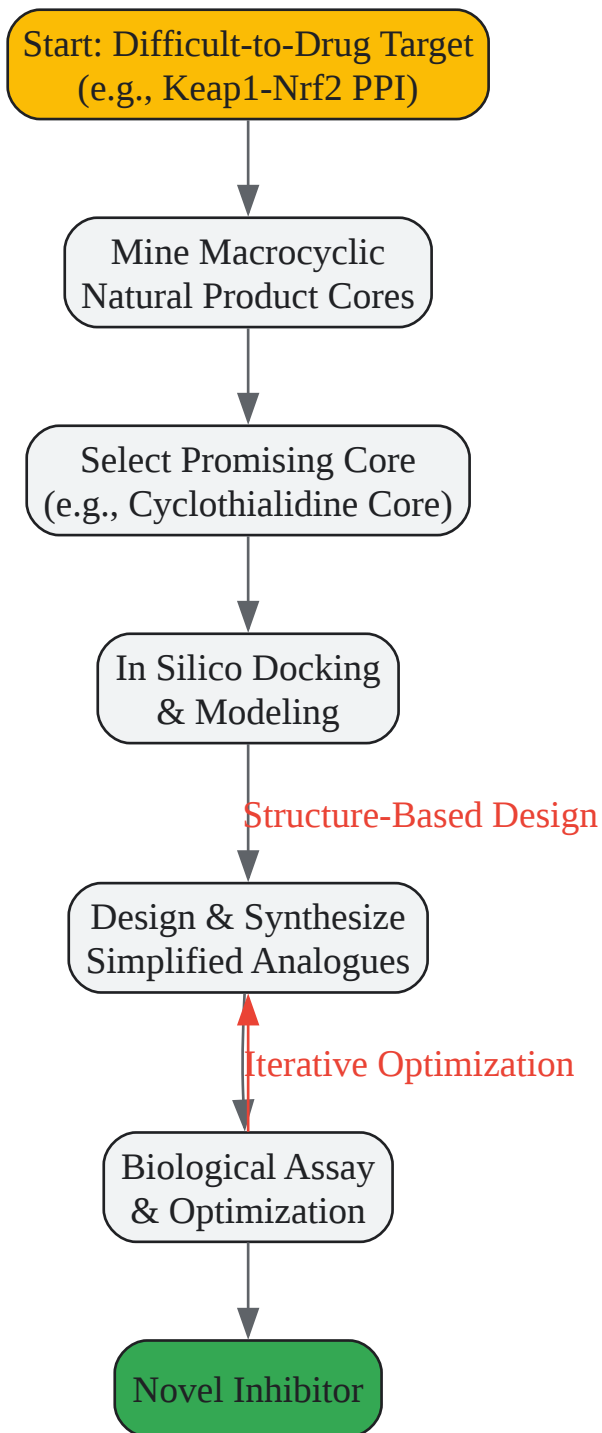 Start: Difficult-to-Drug Target
(e.g., Keap1-Nrf2 PPI)
Mine Macrocyclic
Natural Product Cores
Select Promising Core
(e.g., Cyclothialidine Core)
In Silico Docking
& Modeling
Structure-Based Design
Design & Synthesize
Simplified Analogues
Iterative Optimization
Biological Assay
& Optimization
Novel Inhibitor